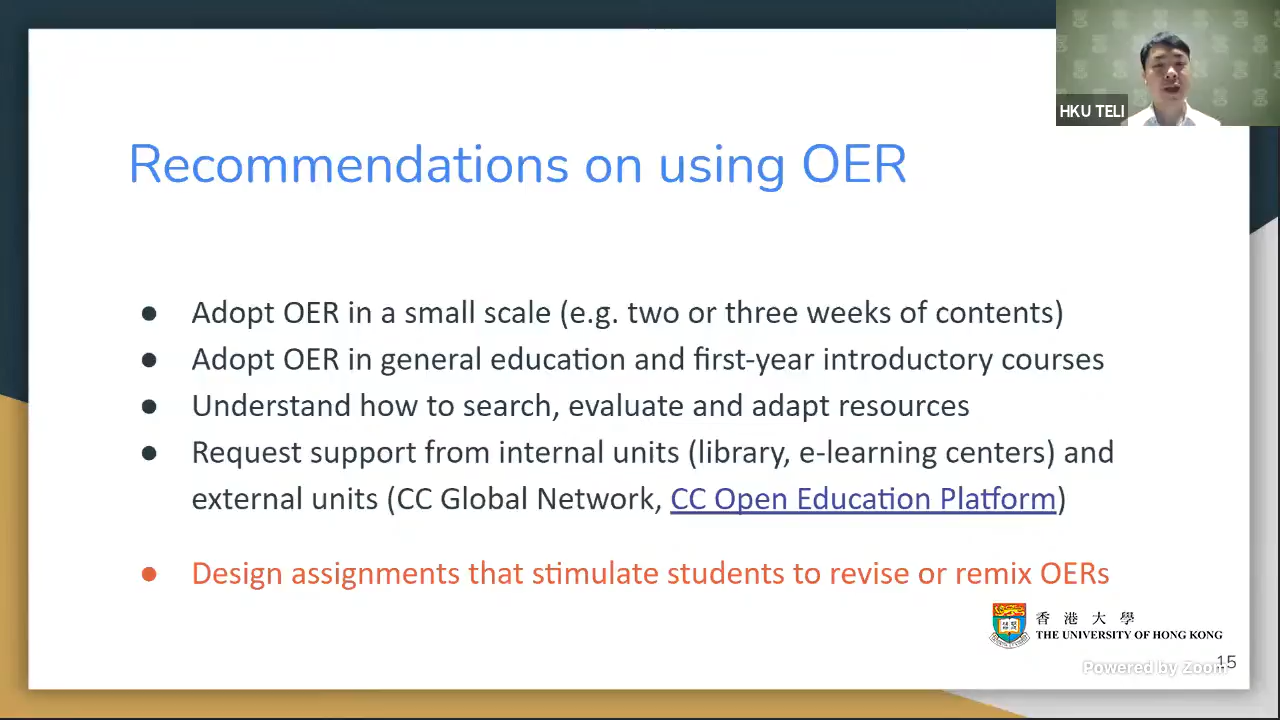 HKU TELI
Recommendations on using OER
● Adopt OER in a small scale (e.g. two or three weeks of contents)
● Adopt OER in general education and first-year introductory courses
● Understand how to search, evaluate and adapt resources
● Request support from internal units (library, e-learning centers) and
external units (CC Global Network, CC Open Education Platform)
● Design assignments that stimulate students to revise or remix OERs
香港大學
THE UNIVERSITY OF HONG KONG
15
Powered by Zoom